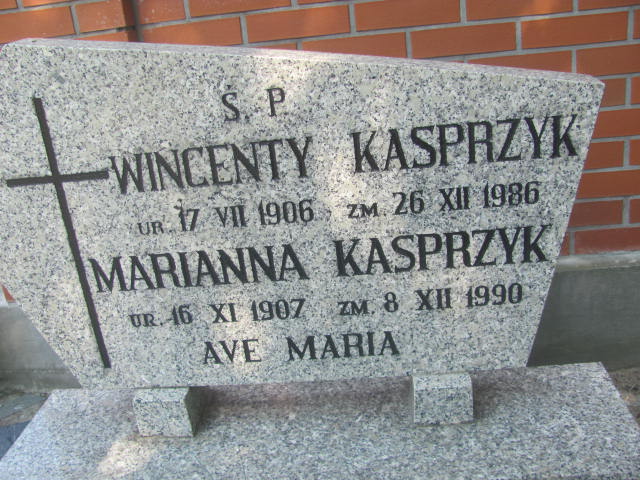 Ś. P
WINCENTY KASPRZYK
UR. 17 VII 1906 ZM. 26 XII 1986
MARIANNA KASPRZYK
UR. 16 XI 1907 ZM. 8 XII 1990
AVE MARIA